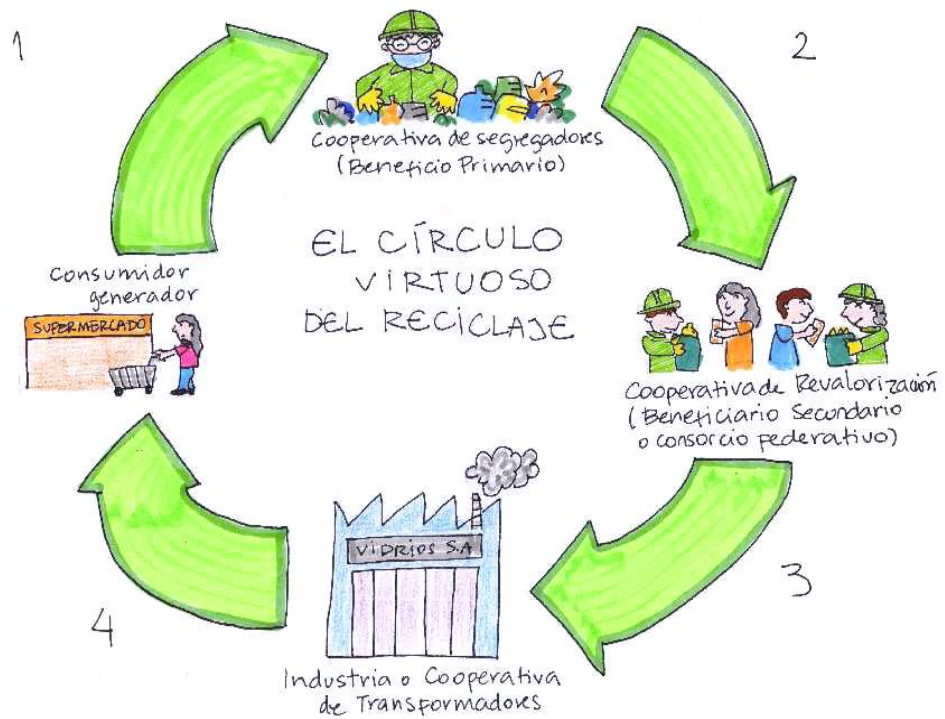 1
2
Cooperativa de segregadores
(Beneficio Primario)
EL CÍRCULO
VIRTUOSO
DEL RECICLAJE
Consumidor
generador
SUPERMERCADO
Cooperativa de Revalorización
(Beneficiario Secundario
o consorcio federativo)
VIDRIOS S.A
3
4
Industria o Cooperativa
de Transformadores